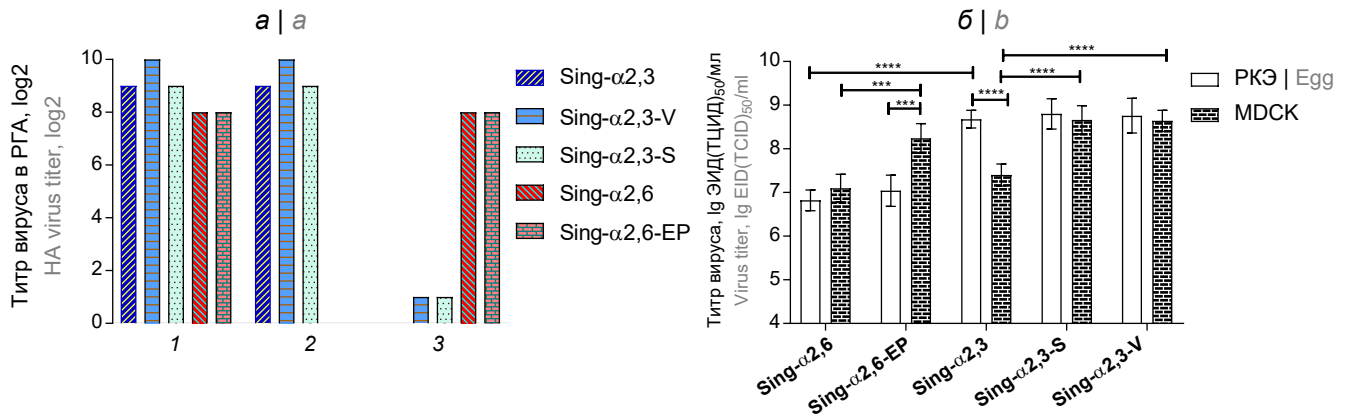 а | a
Титр вируса в РГА, log2
HA virus titer, log2
10
8
6
4
2
0
1
2
3
Sing-α2,3
Sing-α2,3-V
Sing-α2,3-S
Sing-α2,6
Sing-α2,6-EP
б | b
Титр вируса, lg ЭИД(ТЦИД)50/мл
Virus titer, lg EID(TCID)50/ml
10
9
8
7
6
5
4
****
****
***
****
***
****
Sing-α2,6
Sing-α2,6-EP
Sing-α2,3
Sing-α2,3-S
Sing-α2,3-V
РКЭ | Egg
MDCK